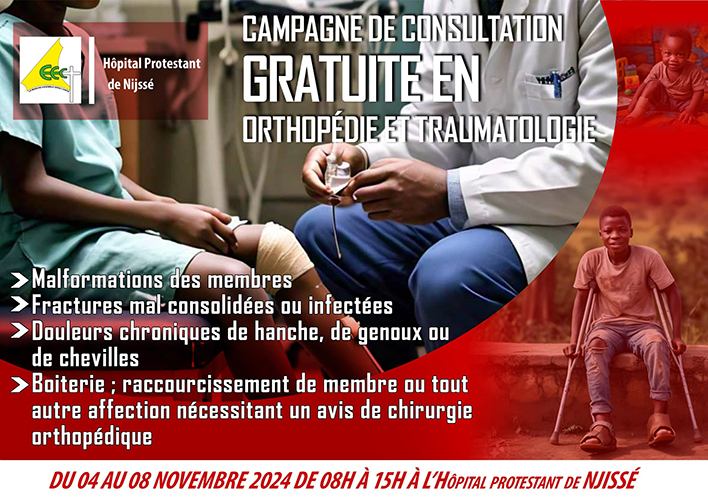 CAMPAGNE DE CONSULTATION
GRATUITE EN
ORTHOPÉDIE ET TRAUMATOLOGIE
Hôpital Protestant
de Nijssé
EEC
Malformations des membres
Fractures mal consolidées ou infectées
Douleurs chroniques de hanche, de genoux ou
de chevilles
Boiterie ; raccourcissement de membre ou tout
autre affection nécessitant un avis de chirurgie
orthopédique
DU 04 AU 08 NOVEMBRE 2024 DE 08H À 15H À L'HÔPITAL PROTESTANT DE NJISSÉ